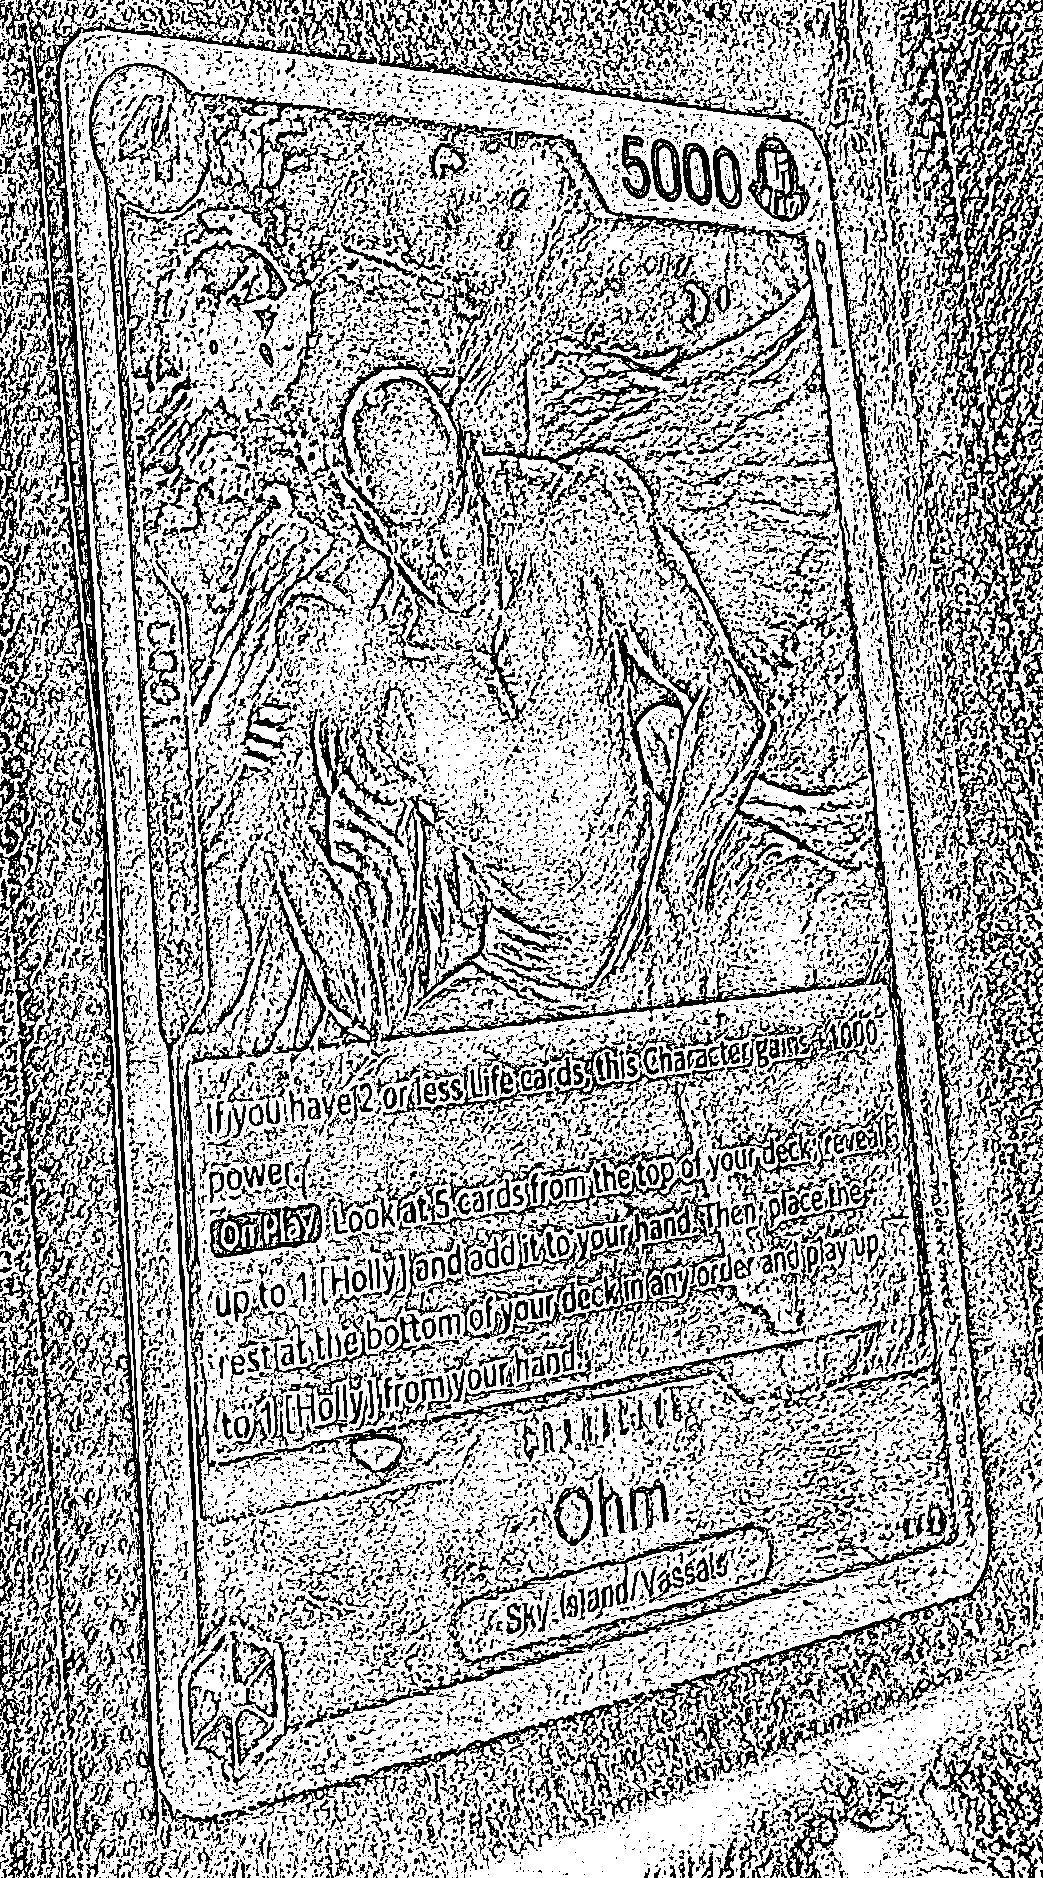 5000
If you have 2 or less Life cards, this Character gains +1000
power.
On Play Look at 5 cards from the top of your deck, reveal
up to 1 [Holly] and add it to your hand. Then, place the
rest at the bottom of your deck in any order and play up
to 1 [Holly] from your hand.
Ohm
Sky Island/Vassals